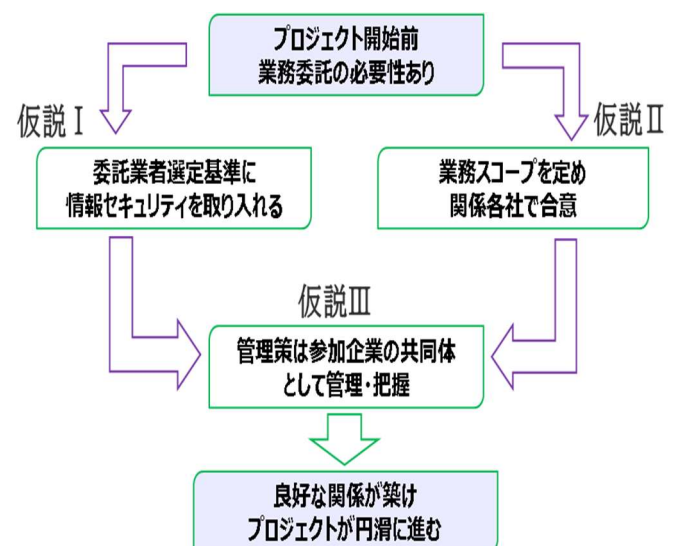 プロジェクト開始前
業務委託の必要性あり
仮説Ⅰ
仮説Ⅱ
委託業者選定基準に
情報セキュリティを取り入れる
業務スコープを定め
関係各社で合意
仮説Ⅲ
管理策は参加企業の共同体
として管理・把握
良好な関係が築け
プロジェクトが円滑に進む